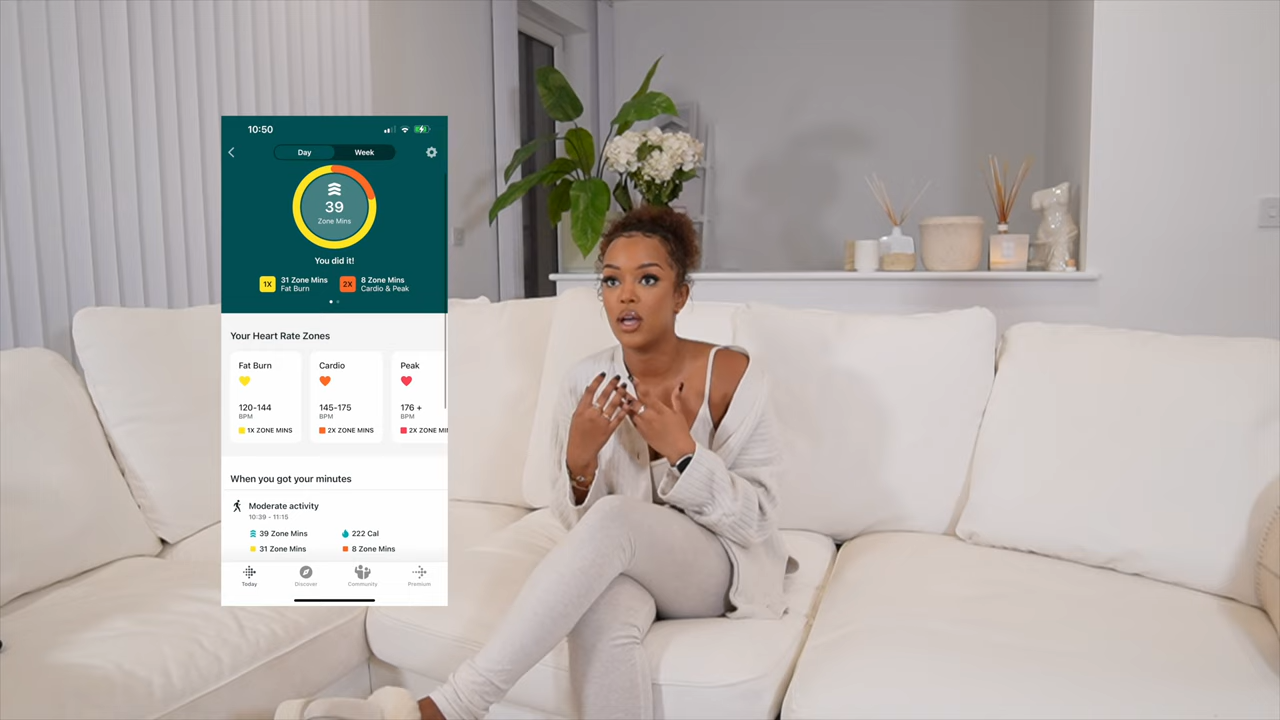 10:50
Day Week
39
Zone Mins
You did it!
1X 31 Zone Mins 2X 8 Zone Mins
Fat Burn Cardio & Peak
Your Heart Rate Zones
Fat Burn Cardio Peak
120-144 145-175 176 +
BPM BPM BPM
1X ZONE MINS 2X ZONE MINS 2X ZONE MIN
When you got your minutes
Moderate activity
10:39 - 11:15
39 Zone Mins 222 Cal
31 Zone Mins 8 Zone Mins
Today Discover Community Premium